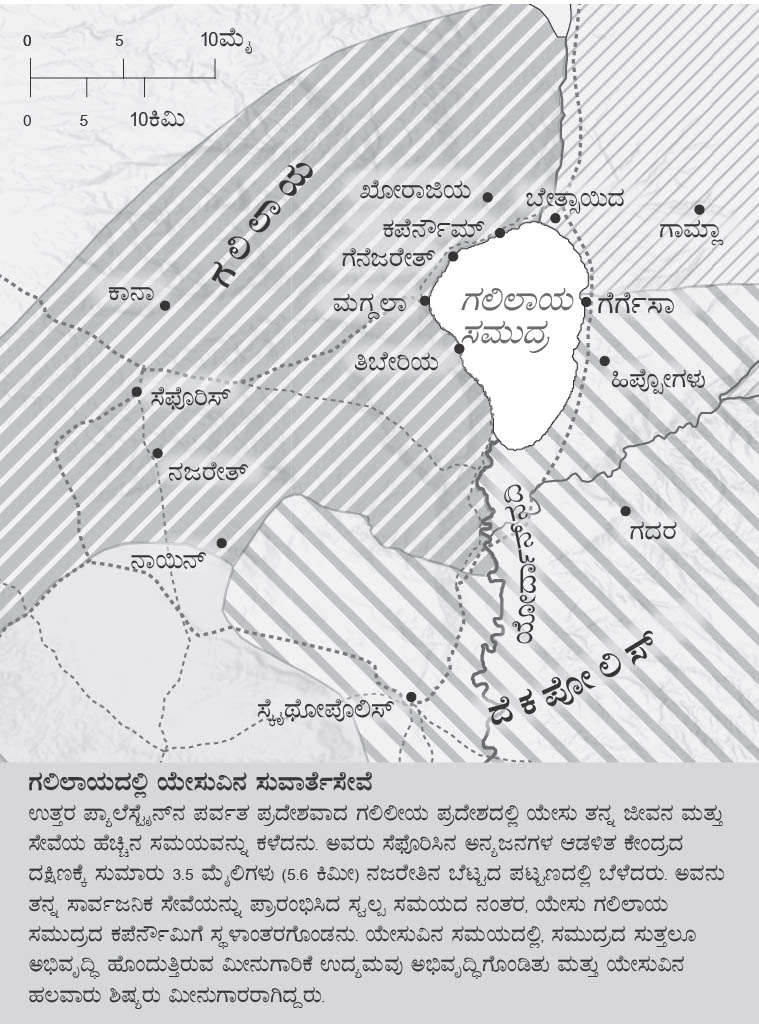 0 5 10ಮೈ
0 5 10ಕಿಮಿ
ಗಲಿಲಾಯ
ಖೋರಾಜಿಯ
ಬೇತ್ಸಾಯಿದ
ಕಪೆರ್ನೌಮ್
ಗಾಮ್ಲಾ
ಗೆನೆಜರೇತ್
ಕಾನಾ
ಮಗ್ದಲಾ
ಗಲಿಲಾಯ
ಸಮುದ್ರ
ಗೆರ್ಗೆಸಾ
ತಿಬೇರಿಯ
ಹಿಪ್ಪೋಗಳು
ಸೆಫೊರಿಸ್
ನಜರೇತ್
ಗದರ
ನಾಯಿನ್
ಯೋರ್ದನ್ ನದಿ
ದೆಕಪೋಲಿಸ್
ಸ್ಕೈಥೋಪೊಲಿಸ್
ಗಲಿಲಾಯದಲ್ಲಿ ಯೇಸುವಿನ ಸುವಾರ್ತೆಸೇವೆ
ಉತ್ತರ ಪ್ಯಾಲೆಸ್ಟೈನ್‌ನ ಪರ್ವತ ಪ್ರದೇಶವಾದ ಗಲಿಲೀಯ ಪ್ರದೇಶದಲ್ಲಿ ಯೇಸು ತನ್ನ ಜೀವನ ಮತ್ತು
ಸೇವೆಯ ಹೆಚ್ಚಿನ ಸಮಯವನ್ನು ಕಳೆದನು. ಅವರು ಸೆಫೊರಿಸಿನ ಅನ್ಯಜನಗಳ ಆಡಳಿತ ಕೇಂದ್ರದ
ದಕ್ಷಿಣಕ್ಕೆ ಸುಮಾರು 3.5 ಮೈಲಿಗಳು (5.6 ಕಿಮೀ) ನಜರೇತಿನ ಬೆಟ್ಟದ ಪಟ್ಟಣದಲ್ಲಿ ಬೆಳೆದರು. ಅವನು
ತನ್ನ ಸಾರ್ವಜನಿಕ ಸೇವೆಯನ್ನು ಪ್ರಾರಂಭಿಸಿದ ಸ್ವಲ್ಪ ಸಮಯದ ನಂತರ, ಯೇಸು ಗಲಿಲಾಯ
ಸಮುದ್ರದ ಕಪೆರ್ನೌಮಿಗೆ ಸ್ಥಳಾಂತರಗೊಂಡನು. ಯೇಸುವಿನ ಸಮಯದಲ್ಲಿ, ಸಮುದ್ರದ ಸುತ್ತಲೂ
ಅಭಿವೃದ್ಧಿ ಹೊಂದುತ್ತಿರುವ ಮೀನುಗಾರಿಕೆ ಉದ್ಯಮವು ಅಭಿವೃದ್ಧಿಗೊಂಡಿತು ಮತ್ತು ಯೇಸುವಿನ
ಹಲವಾರು ಶಿಷ್ಯರು ಮೀನುಗಾರರಾಗಿದ್ದರು.